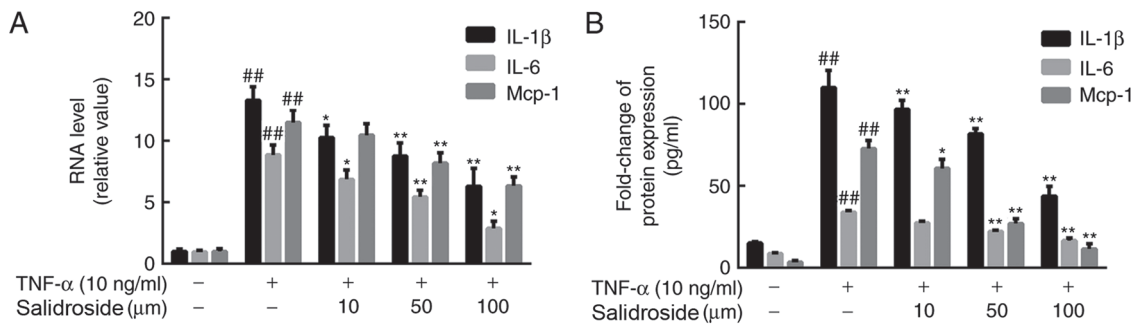 A
20
15
10
5
0
RNA level
(relative value)
IL-1β
IL-6
Mcp-1
##
##
##
*
*
**
**
**
**
*
**
TNF-α (10 ng/ml) – + + + +
Salidroside (μm) – – 10 50 100
B
150
100
50
0
Fold-change of
protein expression
(pg/ml)
IL-1β
IL-6
Mcp-1
##
##
##
**
*
**
**
**
**
**
**
TNF-α (10 ng/ml) – + + + +
Salidroside (μm) – – 10 50 100